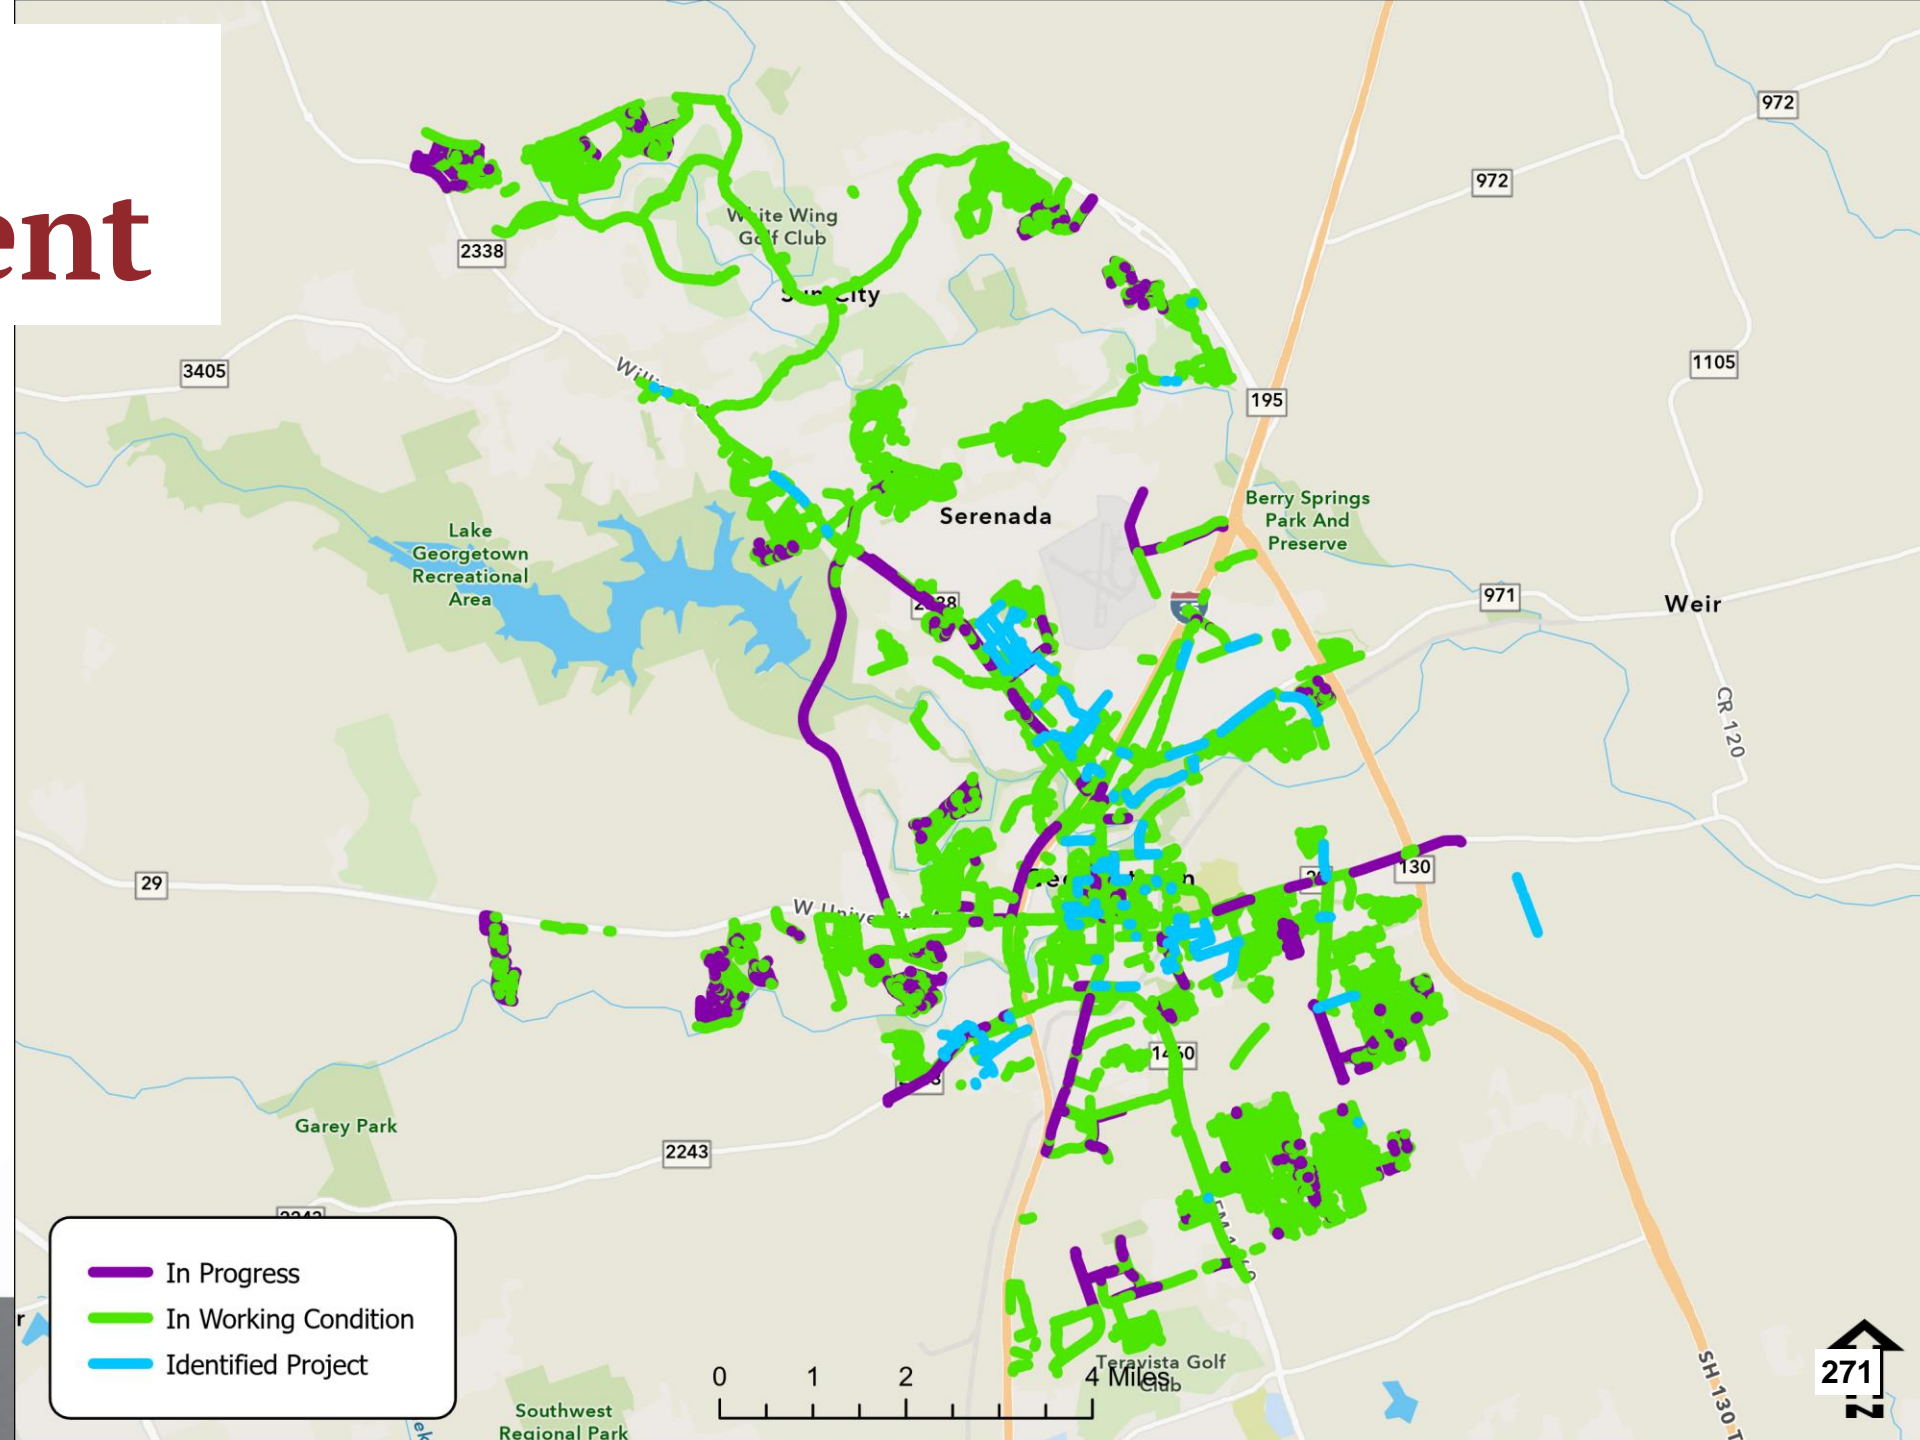 ent
972
972
White Wing
Golf Club
2338
Sun City
3405
1105
195
Serenada
Berry Springs
Park And
Preserve
Lake
Georgetown
Recreational
Area
971
Weir
CR 120
130
29
Garey Park
2243
In Progress
In Working Condition
Identified Project
0 1 2 4 Miles
Teravista Golf
Club
Southwest
Regional Park
SH 130 T
271
N